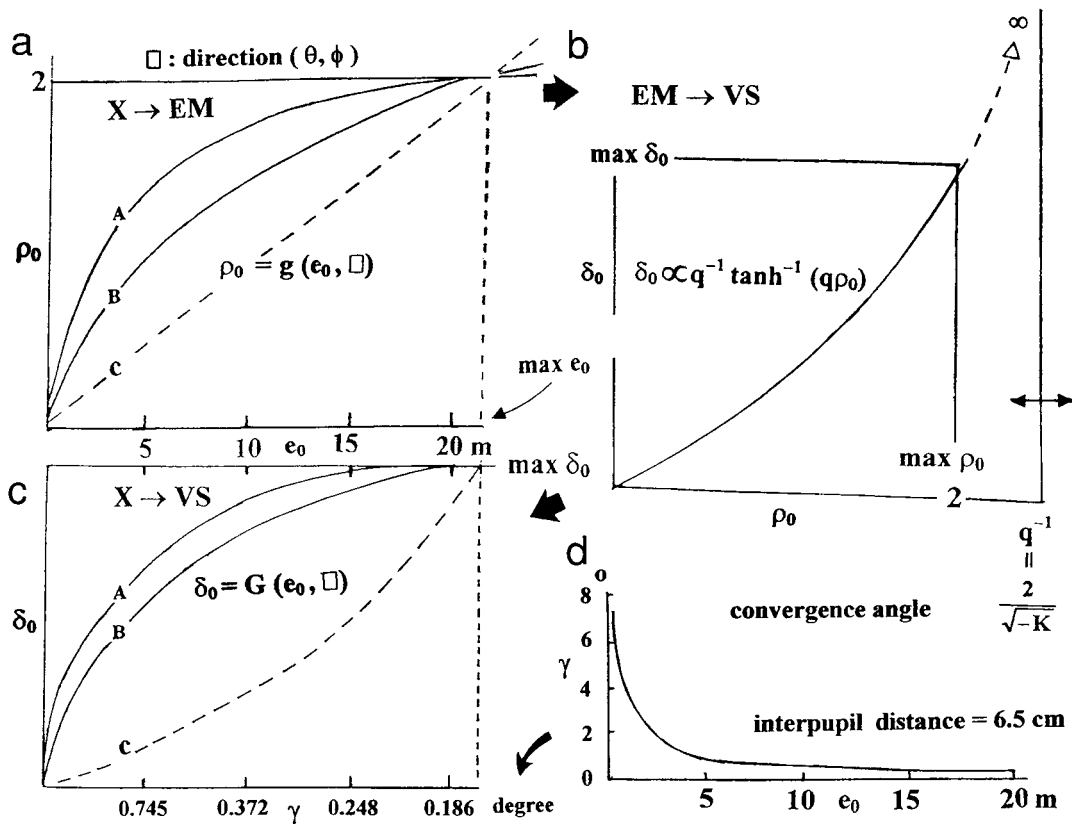 a
□ : direction (θ, ϕ)
2
X → EM
A
B
C
ρ₀
ρ₀ = g (e₀, □)
max e₀
5 10 e₀ 15 20 m
b
EM → VS
∞
max δ₀
δ₀
δ₀ ∝ q⁻¹ tanh⁻¹ (qρ₀)
max ρ₀
ρ₀ 2
q⁻¹
=
2
√-K
c
X → VS
max δ₀
A
B
C
δ₀
δ₀ = G (e₀, □)
0.745 γ 0.372 0.248 0.186 degree
d
o
8
6
4
2
0
γ
convergence angle
interpupil distance = 6.5 cm
5 10 e₀ 15 20 m